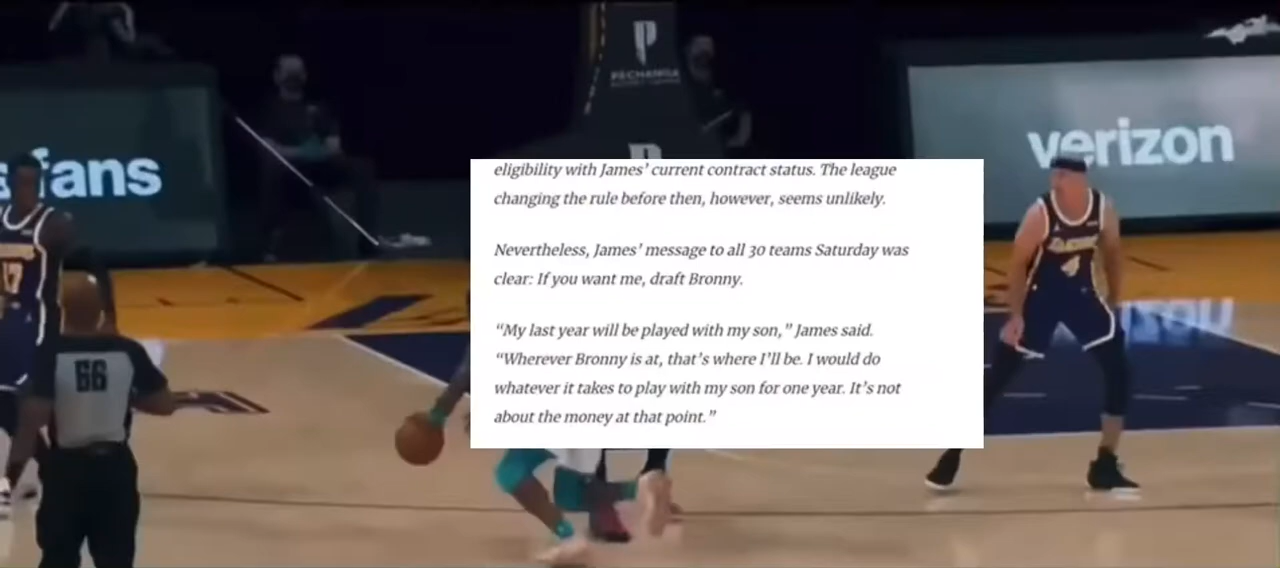 P
PECHANGA
fans
verizon
17
66
4
eligibility with James’ current contract status. The league
changing the rule before then, however, seems unlikely.
Nevertheless, James’ message to all 30 teams Saturday was
clear: If you want me, draft Bronny.
“My last year will be played with my son,” James said.
“Wherever Bronny is at, that’s where I’ll be. I would do
whatever it takes to play with my son for one year. It’s not
about the money at that point.”